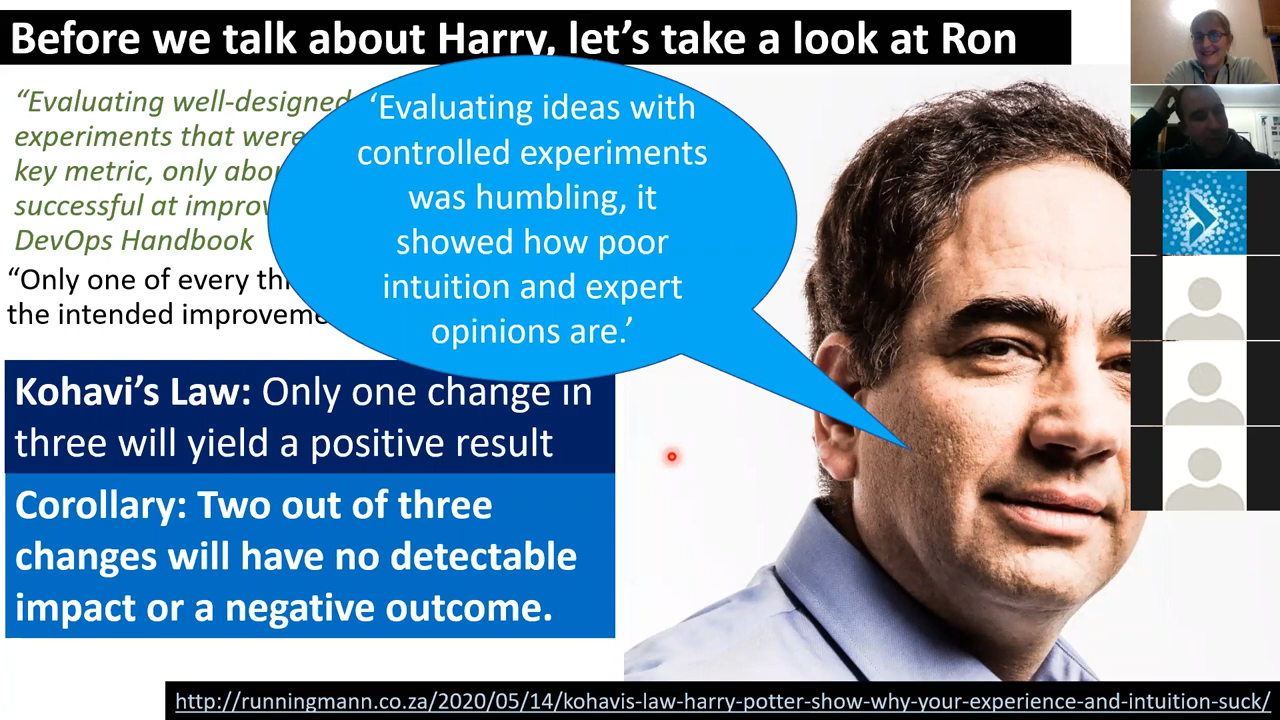 Before we talk about Harry, let's take a look at Ron
“Evaluating well-designed
experiments that were
key metric, only
successful at
DevOps Handbook
“Only one of every
the intended
‘Evaluating ideas with
controlled experiments
was humbling, it
showed how poor
intuition and expert
opinions are.’
Kohavi’s Law: Only one change in
three will yield a positive result
Corollary: Two out of three
changes will have no detectable
impact or a negative outcome.
http://runningmann.co.za/2020/05/14/kohavis-law-harry-potter-show-why-your-experience-and-intuition-suck/